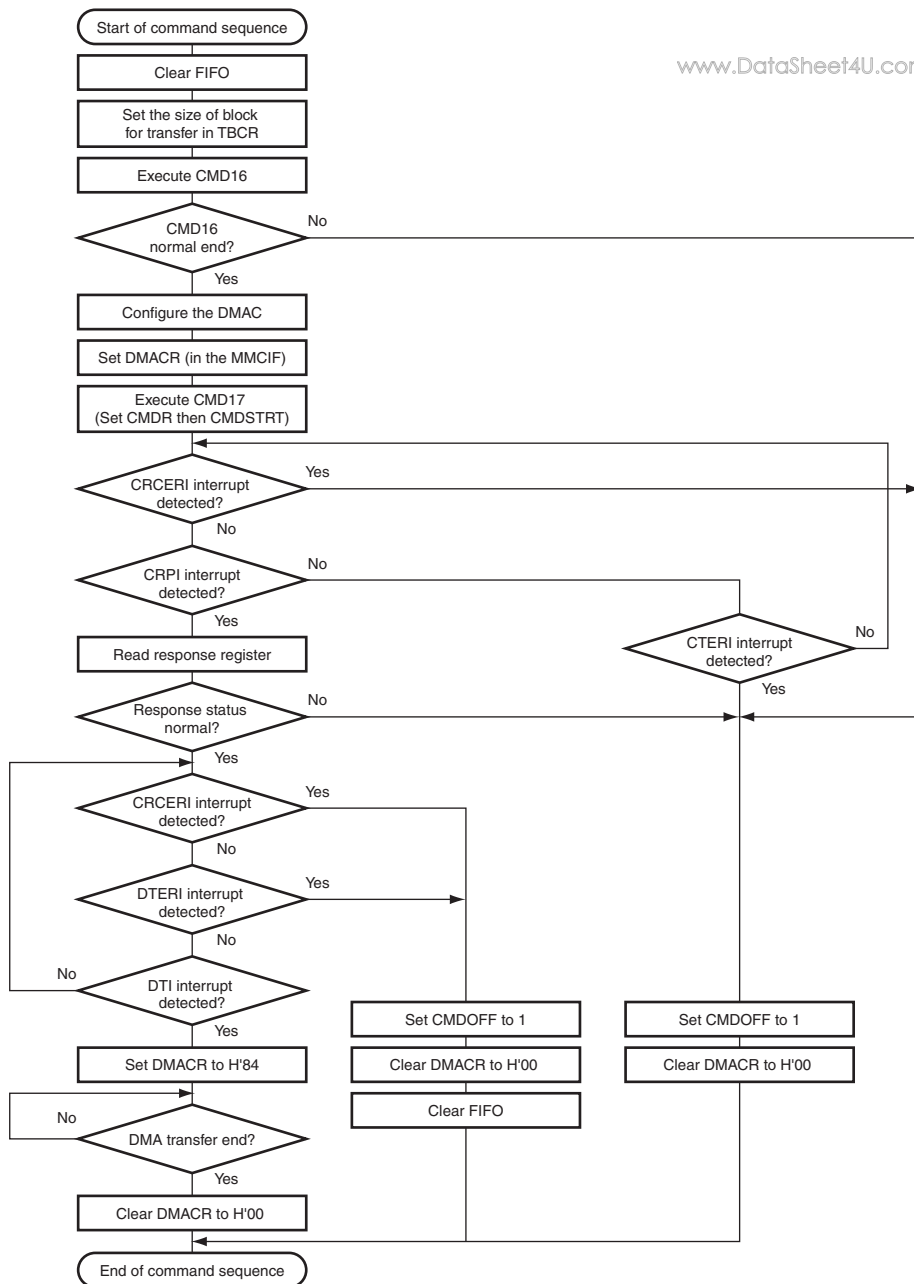 Start of command sequence
www.DataSheet4U.com
Clear FIFO
Set the size of block
for transfer in TBCR
Execute CMD16
CMD16
normal end?
No
Yes
Configure the DMAC
Set DMACR (in the MMCIF)
Execute CMD17
(Set CMDR then CMDSTRT)
CRCERI interrupt
detected?
Yes
No
CRPI interrupt
detected?
No
Yes
CTERI interrupt
detected?
No
Yes
Read response register
Response status
normal?
No
Yes
CRCERI interrupt
detected?
Yes
No
DTERI interrupt
detected?
Yes
No
DTI interrupt
detected?
No
Yes
Set CMDOFF to 1
Set CMDOFF to 1
Set DMACR to H'84
Clear DMACR to H'00
Clear DMACR to H'00
Clear FIFO
No
DMA transfer end?
Yes
Clear DMACR to H'00
End of command sequence